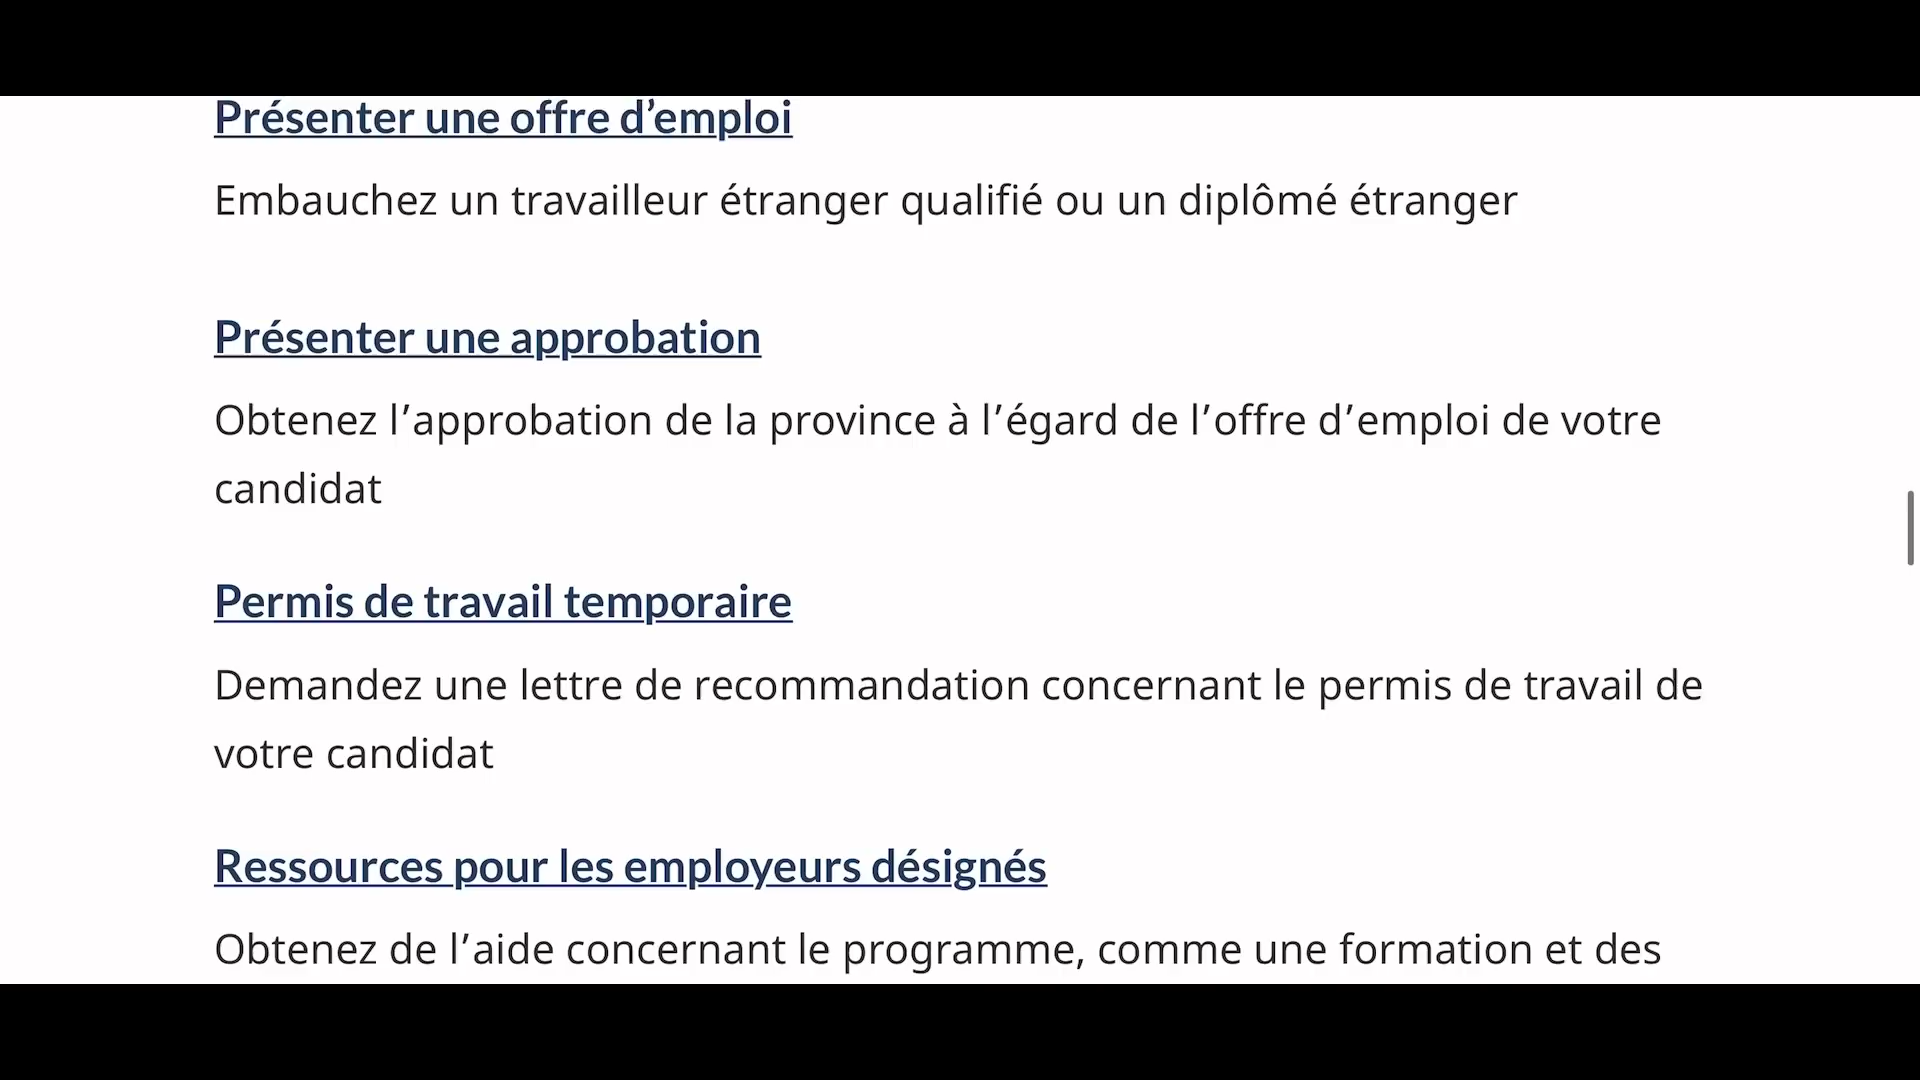 Présenter une offre d’emploi
Embauchez un travailleur étranger qualifié ou un diplômé étranger
Présenter une approbation
Obtenez l’approbation de la province à l’égard de l’offre d’emploi de votre
candidat
Permis de travail temporaire
Demandez une lettre de recommandation concernant le permis de travail de
votre candidat
Ressources pour les employeurs désignés
Obtenez de l’aide concernant le programme, comme une formation et des